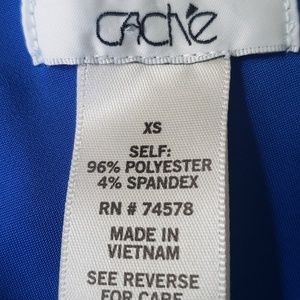 caché
XS
SELF:
96% POLYESTER
4% SPANDEX
RN # 74578
MADE IN
VIETNAM
SEE REVERSE
FOR CARE